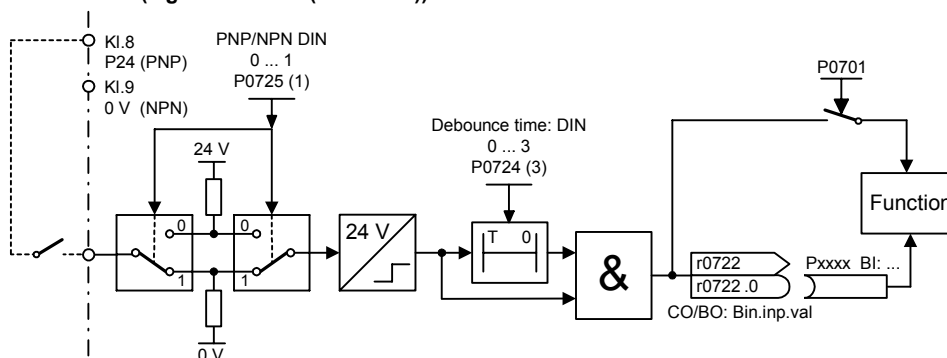 Kl.8
P24 (PNP)
Kl.9
0 V (NPN)
PNP/NPN DIN
0 ... 1
P0725 (1)
24 V
0
1
0
1
0 V
24 V
Debounce time: DIN
0 ... 3
P0724 (3)
T 0
&
P0701
Function
r0722
r0722 .0
CO/BO: Bin.inp.val
Pxxxx BI: ...